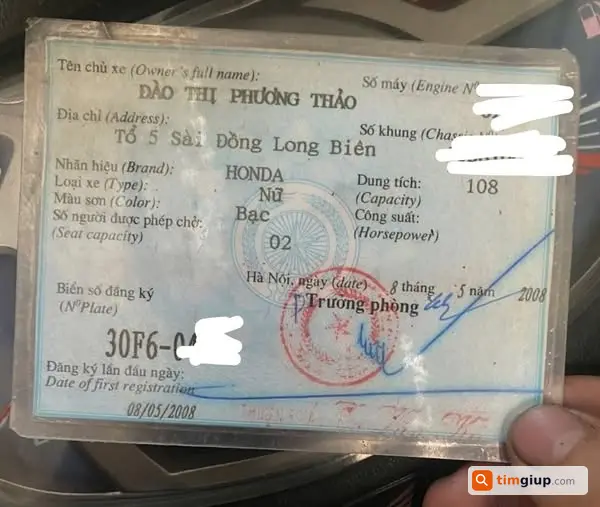 Tên chủ xe (Owner's full name):
ĐÀO THỊ PHƯƠNG THẢO
Số máy (Engine Nº
Địa chỉ (Address):
Tổ 5 Sài Đồng Long Biên
Số khung (Chassis
Nhãn hiệu (Brand): HONDA
Dung tích: 108
(Capacity)
Loại xe (Type): Nữ
Màu sơn (Color): Bạc
Công suất:
(Horsepower)
Số người được phép chở: 02
(Seat capacity)
Hà Nội, ngày (date) 8 tháng 5 năm 2008
Biển số đăng ký
(NºPlate)
Trưởng phòng
30F6-0
Đăng ký lần đầu ngày:
Date of first registration
08/05/2008
timgiup.com